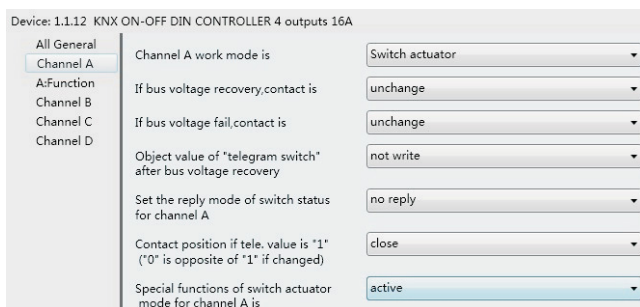 Device: 1.1.12 KNX ON-OFF DIN CONTROLLER 4 outputs 16A
All General
Channel A
A:Function
Channel B
Channel C
Channel D
Channel A work mode is
Switch actuator
If bus voltage recovery,contact is
unchange
If bus voltage fail,contact is
unchange
Object value of "telegram switch"
after bus voltage recovery
not write
Set the reply mode of switch status
for channel A
no reply
Contact position if tele. value is "1"
("0" is opposite of "1" if changed)
close
Special functions of switch actuator
mode for channel A is
active